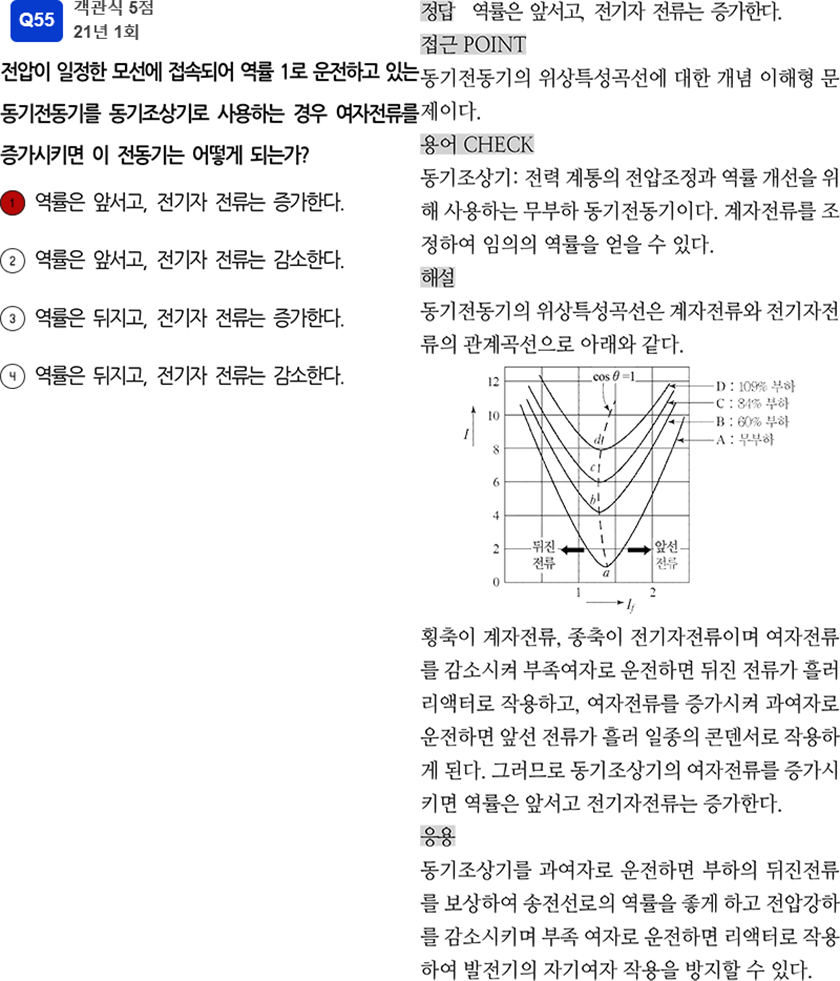 Q55
객관식 5점
21년 1회
전압이 일정한 모선에 접속되어 역률 1로 운전하고 있는
동기전동기를 동기조상기로 사용하는 경우 여자전류를
증가시키면 이 전동기는 어떻게 되는가?
1 역률은 앞서고, 전기자 전류는 증가한다.
2 역률은 앞서고, 전기자 전류는 감소한다.
3 역률은 뒤지고, 전기자 전류는 증가한다.
4 역률은 뒤지고, 전기자 전류는 감소한다.
정답 역률은 앞서고, 전기자 전류는 증가한다.
접근 POINT
동기전동기의 위상특성곡선에 대한 개념 이해형 문
제이다.
용어 CHECK
동기조상기: 전력 계통의 전압조정과 역률 개선을 위
해 사용하는 무부하 동기전동기이다. 계자전류를 조
정하여 임의의 역률을 얻을 수 있다.
해설
동기전동기의 위상특성곡선은 계자전류와 전기자전
류의 관계곡선으로 아래와 같다.
cos θ=1
12
10
8
6
4
2
0
I
D : 109% 부하
C : 84% 부하
B : 60% 부하
A : 무부하
d
c
b
a
뒤진
전류
앞선
전류
1
2
I_f
횡축이 계자전류, 종축이 전기자전류이며 여자전류
를 감소시켜 부족여자로 운전하면 뒤진 전류가 흘러
리액터로 작용하고, 여자전류를 증가시켜 과여자로
운전하면 앞선 전류가 흘러 일종의 콘덴서로 작용하
게 된다. 그러므로 동기조상기의 여자전류를 증가시
키면 역률은 앞서고 전기자전류는 증가한다.
응용
동기조상기를 과여자로 운전하면 부하의 뒤진전류
를 보상하여 송전선로의 역률을 좋게 하고 전압강하
를 감소시키며 부족 여자로 운전하면 리액터로 작용
하여 발전기의 자기여자 작용을 방지할 수 있다.